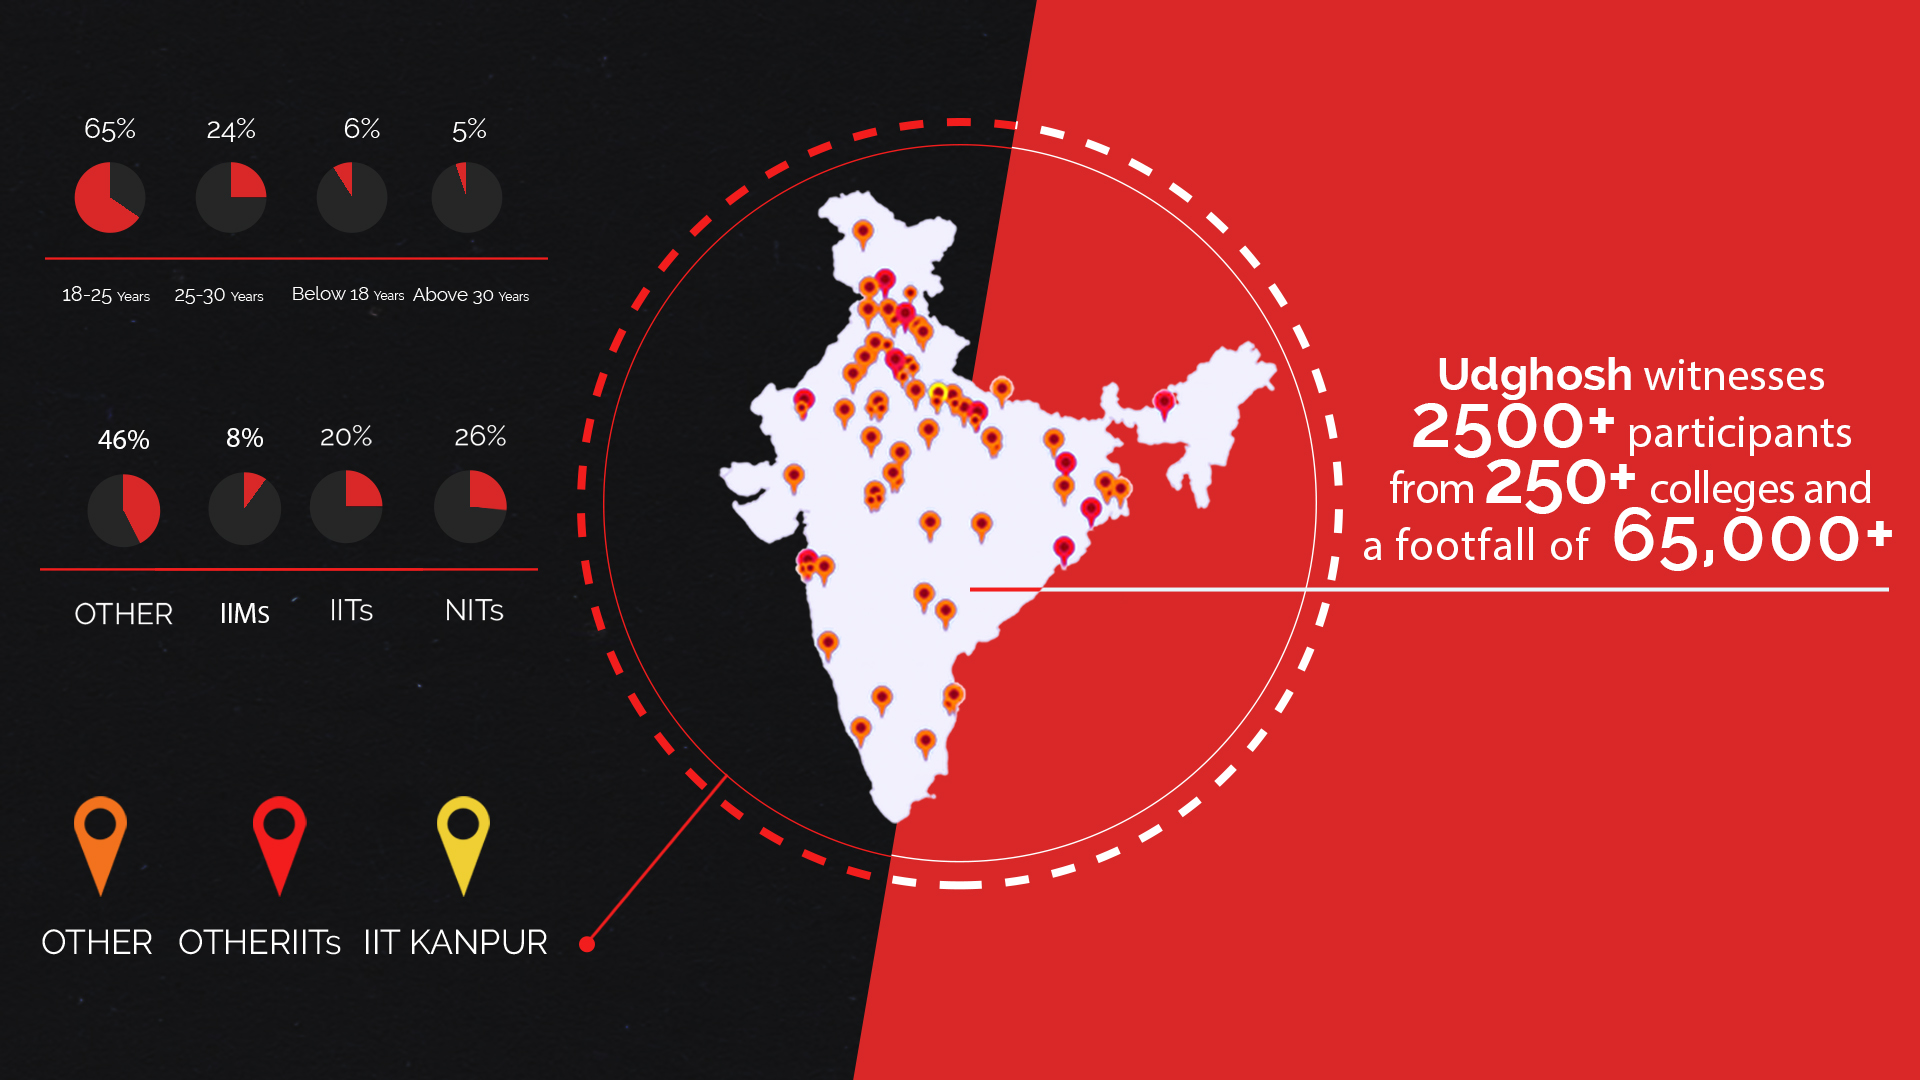 65% 24% 6% 5%
18-25 Years 25-30 Years Below 18 Years Above 30 Years
46% 8% 20% 26%
OTHER IIMs IITs NITs
OTHER OTHERIITs IIT KANPUR
Udghosh witnesses
2500+ participants
from 250+ colleges and
a footfall of 65,000+